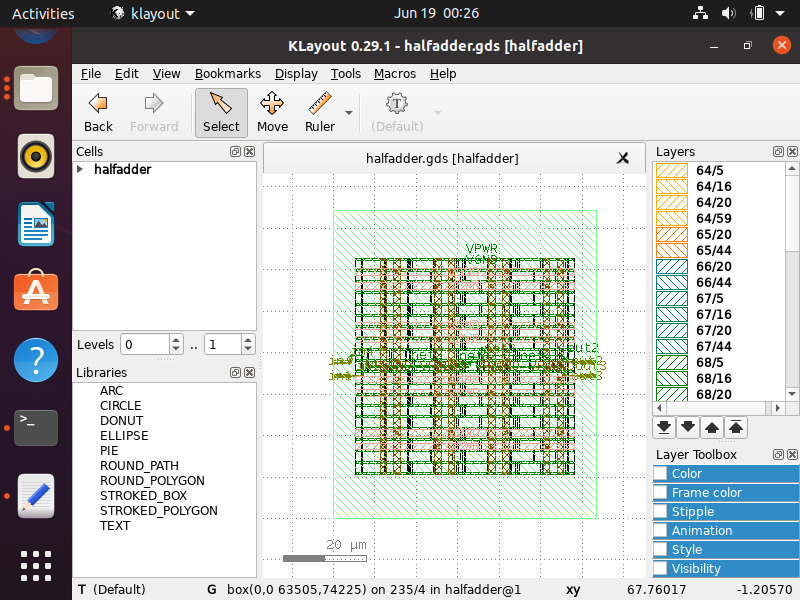 Activities
klayout
Jun 19 00:26
KLayout 0.29.1 - halfadder.gds [halfadder]
File Edit View Bookmarks Display Tools Macros Help
Back Forward Select Move Ruler (Default)
Cells
halfadder
Levels 0 .. 1
Libraries
ARC
CIRCLE
DONUT
ELLIPSE
PIE
ROUND_PATH
ROUND_POLYGON
STROKED_BOX
STROKED_POLYGON
TEXT
halfadder.gds [halfadder]
VPWR
20 µm
Layers
64/5
64/16
64/20
64/59
65/20
65/44
66/20
66/44
67/5
67/16
67/20
67/44
68/5
68/16
68/20
Layer Toolbox
Color
Frame color
Stipple
Animation
Style
Visibility
T (Default) G box(0,0 63505,74225) on 235/4 in halfadder@1 xy 67.76017 -1.20570